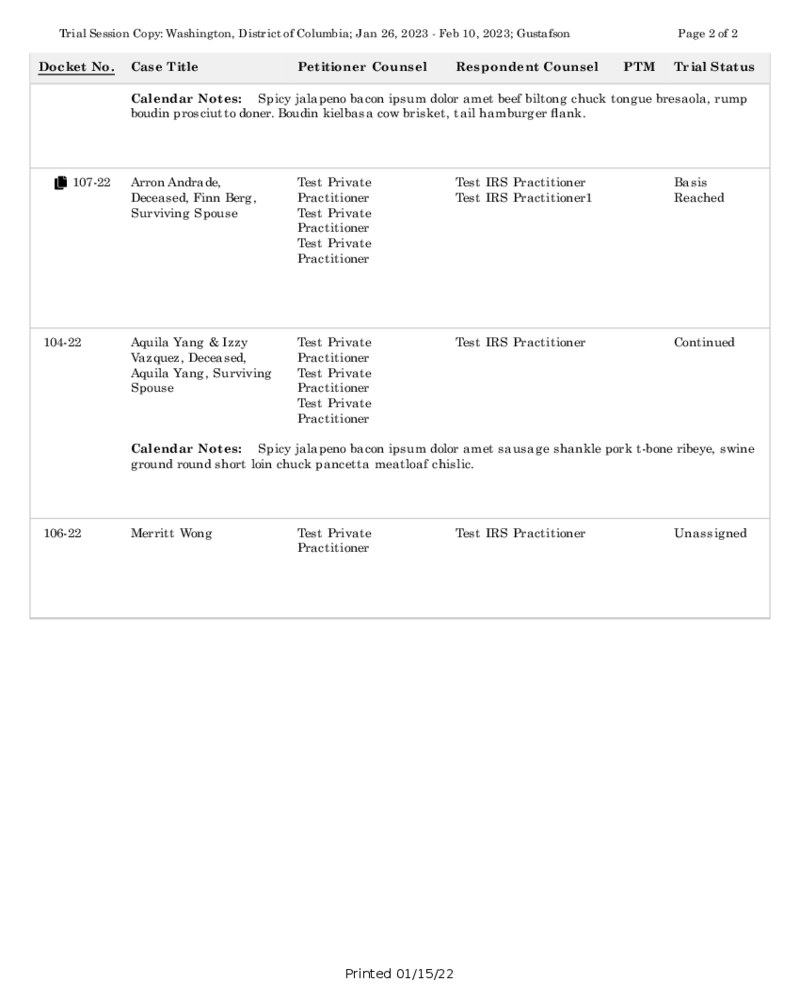 Trial Session Copy: Washington, District of Columbia; Jan 26, 2023 - Feb 10, 2023; Gustafson Page 2 of 2
Docket No. Case Title Petitioner Counsel Respondent Counsel PTM Trial Status
Calendar Notes: Spicy jalapeno bacon ipsum dolor amet beef biltong chuck tongue bresaola, rump
boudin prosciutto doner. Boudin kielbasa cow brisket, tail hamburger flank.
107-22 Arron Andrade, Test Private Test IRS Practitioner Basis
Deceased, Finn Berg, Practitioner Test IRS Practitioner1 Reached
Surviving Spouse Test Private
Practitioner
Test Private
Practitioner
104-22 Aquila Yang & Izzy Test Private Test IRS Practitioner Continued
Vazquez, Deceased, Practitioner
Aquila Yang, Surviving Test Private
Spouse Practitioner
Test Private
Practitioner
Calendar Notes: Spicy jalapeno bacon ipsum dolor amet sausage shankle pork t-bone ribeye, swine
ground round short loin chuck pancetta meatloaf chislic.
106-22 Merritt Wong Test Private Test IRS Practitioner Unassigned
Practitioner
Printed 01/15/22